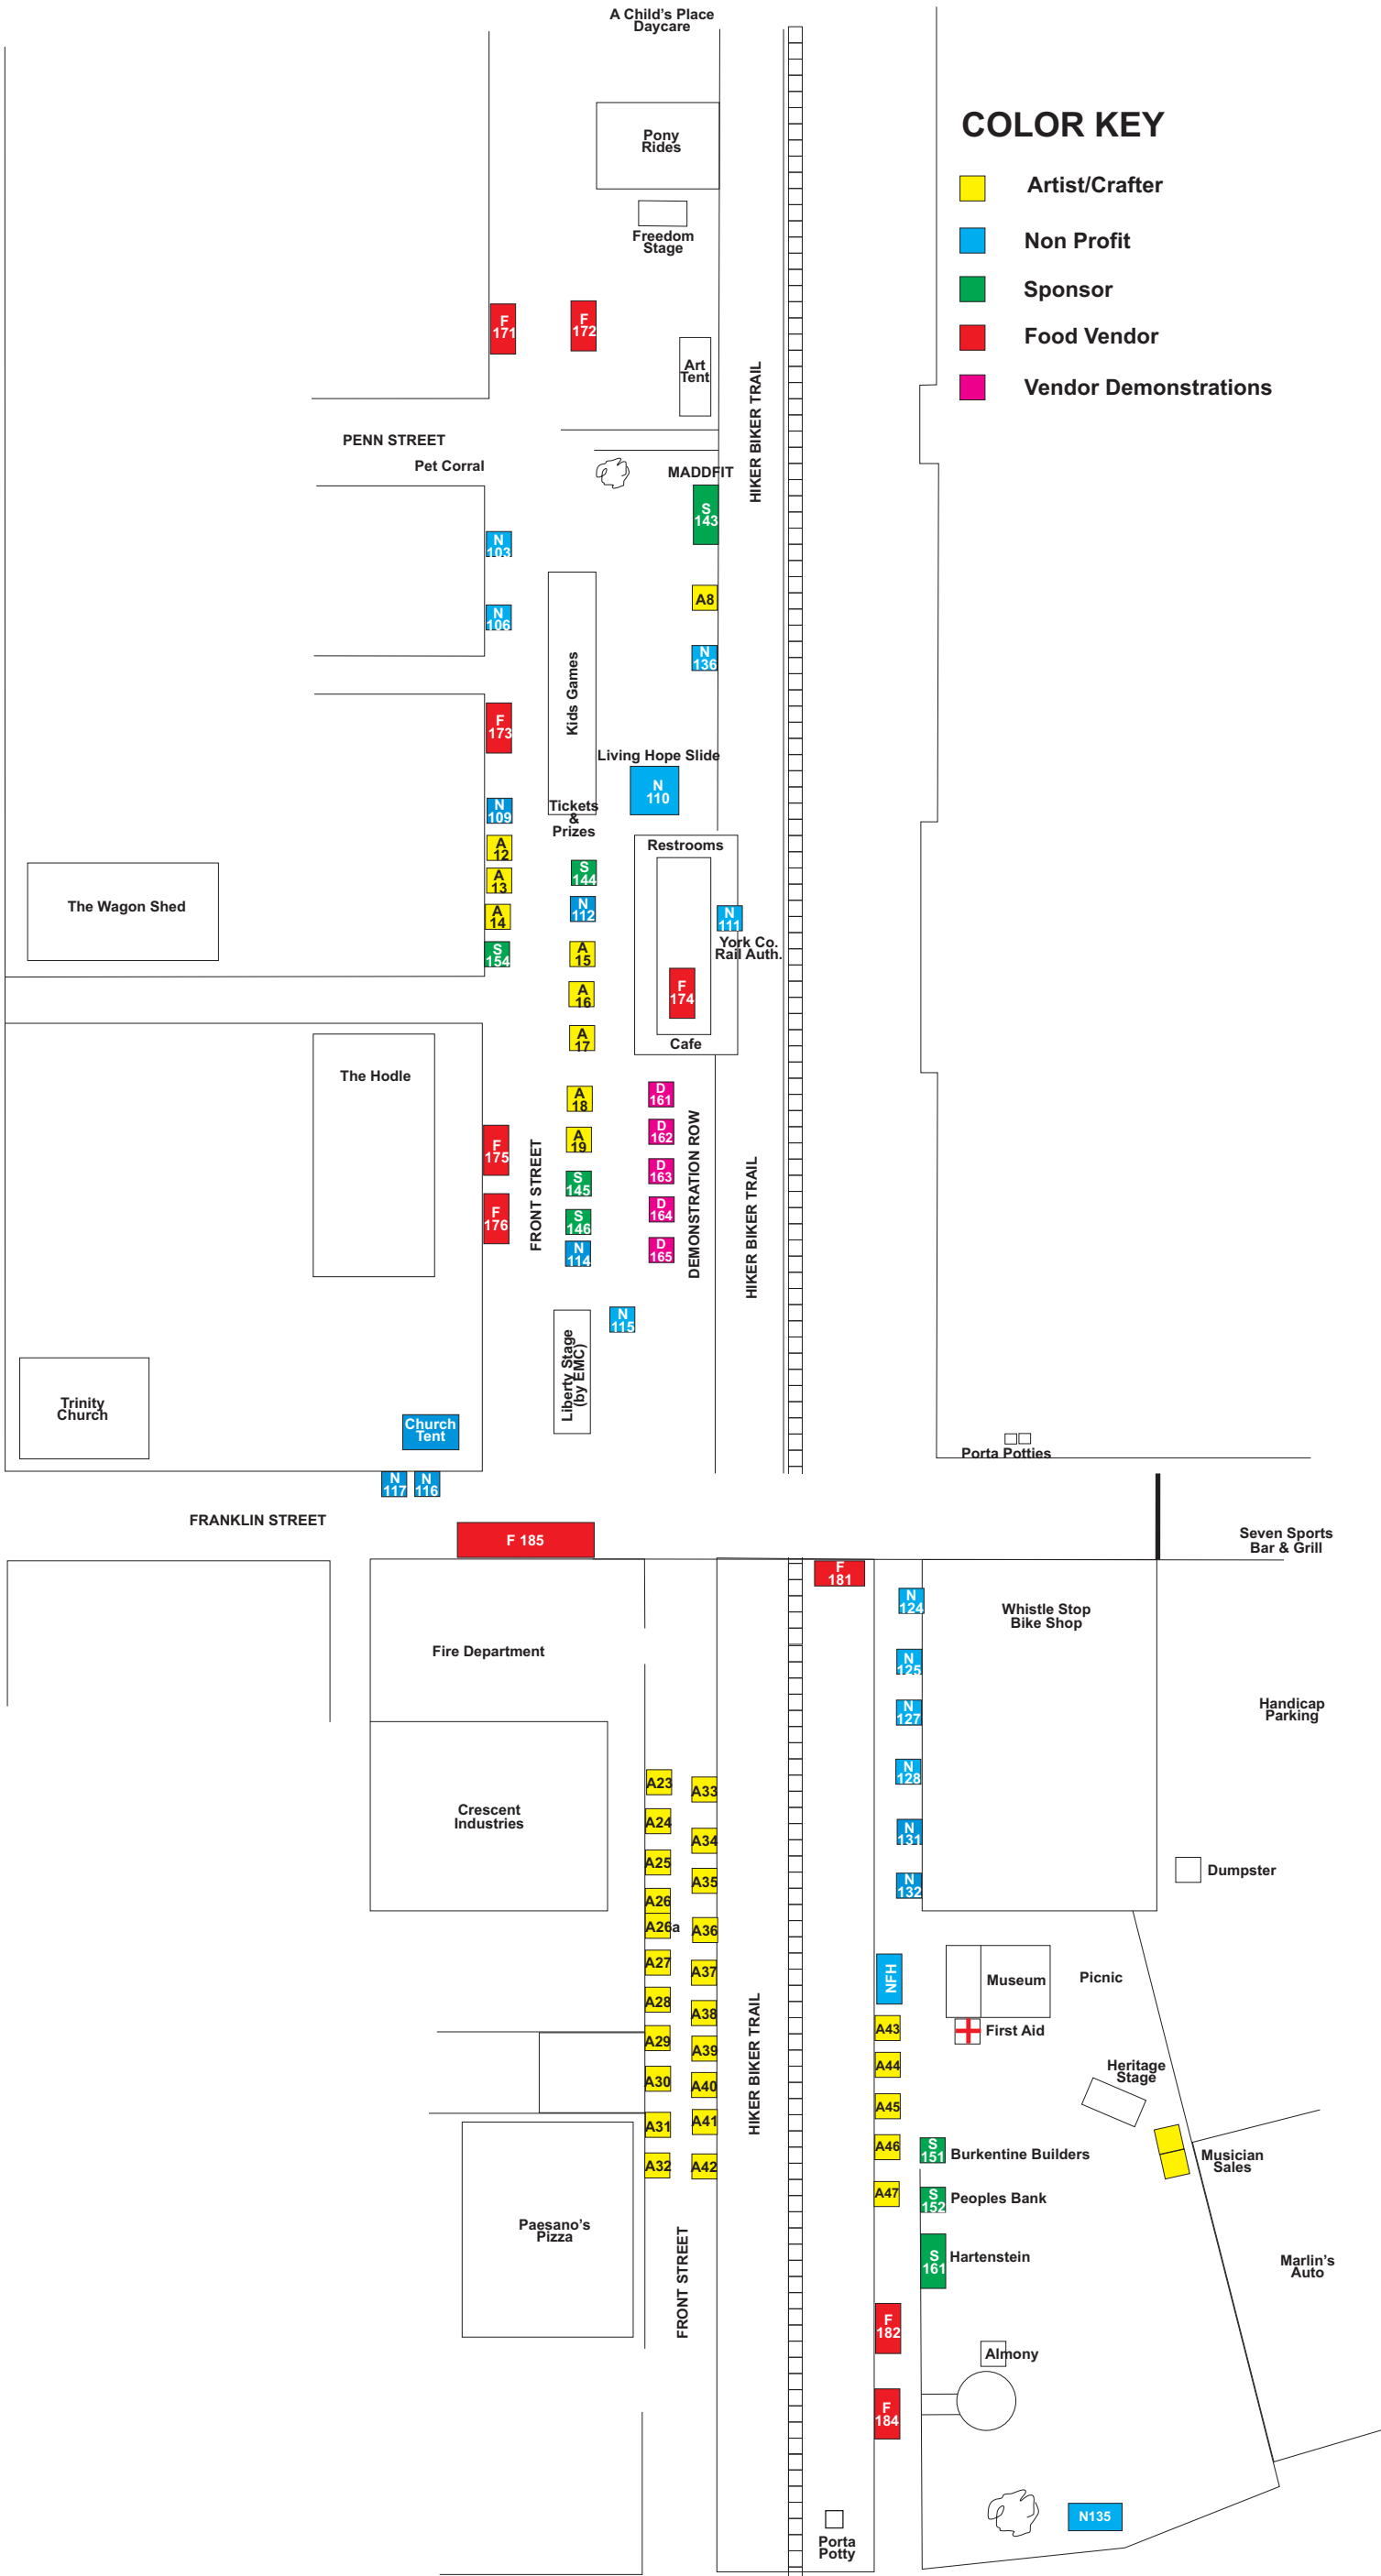 A Child's Place
Daycare
COLOR KEY
Artist/Crafter
Non Profit
Sponsor
Food Vendor
Vendor Demonstrations
Pony
Rides
Freedom
Stage
F
171
F
172
Art
Tent
HIKER BIKER TRAIL
PENN STREET
Pet Corral
MADDFIT
S
143
N
103
A8
N
106
N
136
Kids Games
F
173
Living Hope Slide
N
110
N
109
Tickets
&
Prizes
A
12
Restrooms
S
144
A
13
The Wagon Shed
A
14
N
112
N
111
York Co.
Rail Auth.
S
154
A
15
A
16
F
174
A
17
Cafe
The Hodle
A
18
D
161
A
19
D
162
F
175
FRONT STREET
S
145
D
163
DEMONSTRATION ROW
HIKER BIKER TRAIL
F
176
S
146
D
164
N
114
D
165
N
115
Liberty Stage
(by EMC)
Trinity
Church
Church
Tent
Porta Potties
N
117
N
116
FRANKLIN STREET
F 185
Seven Sports
Bar & Grill
F
181
N
124
Whistle Stop
Bike Shop
Fire Department
N
125
N
127
Handicap
Parking
N
128
A23
A33
Crescent
Industries
A24
A34
N
131
A25
A35
N
132
Dumpster
A26
A26a
A36
A27
A37
NFH
Museum
Picnic
A28
A38
A43
First Aid
A29
A39
A44
Heritage
Stage
A30
A40
HIKER BIKER TRAIL
A45
A31
A41
A46
S
151
Burkentine Builders
Musician
Sales
A32
A42
A47
S
152
Peoples Bank
Paesano's
Pizza
FRONT STREET
S
161
Hartenstein
Marlin's
Auto
F
182
Almony
F
184
N135
Porta
Potty